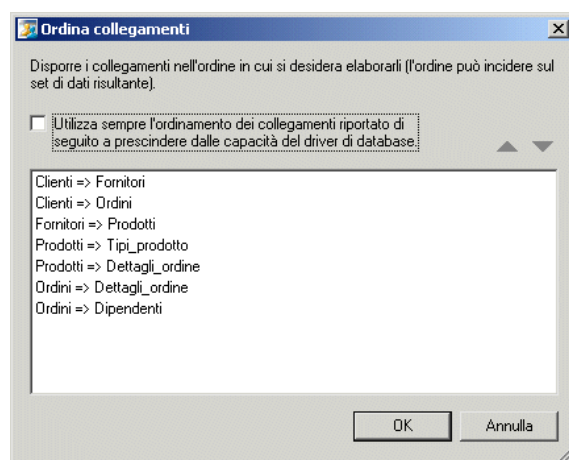 Ordina collegamenti
Disporre i collegamenti nell'ordine in cui si desidera elaborarli (l'ordine può incidere sul
set di dati risultante).
Utilizza sempre l'ordinamento dei collegamenti riportato di
seguito a prescindere dalle capacità del driver di database.
Clienti => Fornitori
Clienti => Ordini
Fornitori => Prodotti
Prodotti => Tipi_prodotto
Prodotti => Dettagli_ordine
Ordini => Dettagli_ordine
Ordini => Dipendenti
OK Annulla